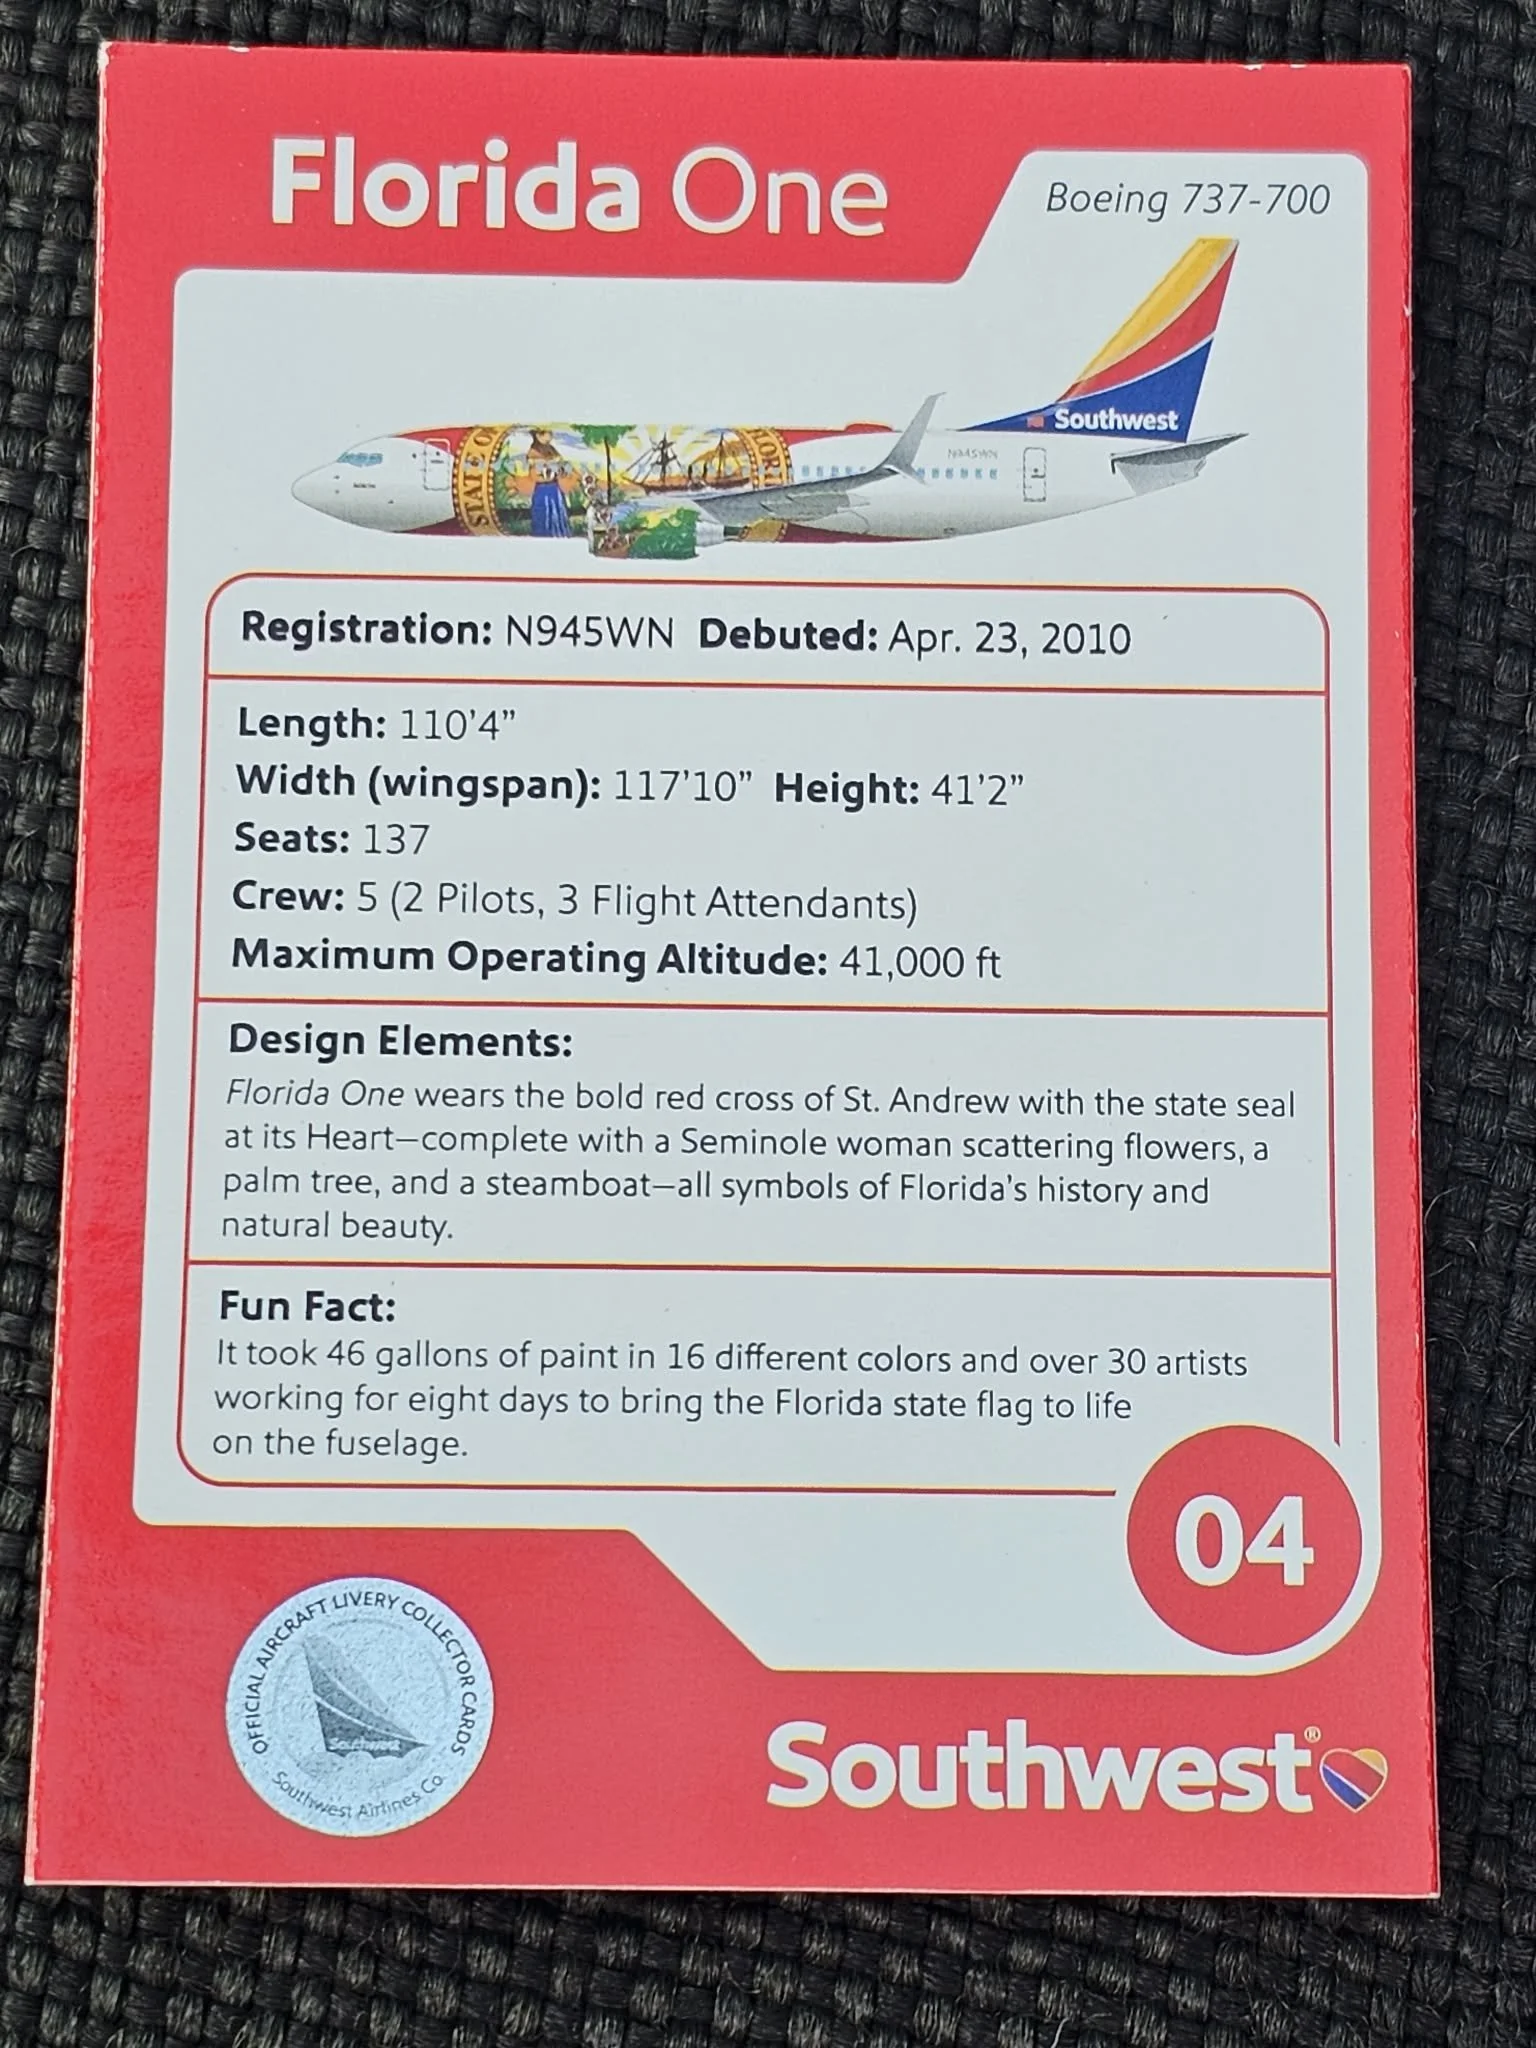 Florida One
Boeing 737-700
Southwest
STATE O
N945WN
Registration: N945WN Debuted: Apr. 23, 2010
Length: 110'4"
Width (wingspan): 117'10" Height: 41'2"
Seats: 137
Crew: 5 (2 Pilots, 3 Flight Attendants)
Maximum Operating Altitude: 41,000 ft
Design Elements:
Florida One wears the bold red cross of St. Andrew with the state seal
at its Heart—complete with a Seminole woman scattering flowers, a
palm tree, and a steamboat—all symbols of Florida's history and
natural beauty.
Fun Fact:
It took 46 gallons of paint in 16 different colors and over 30 artists
working for eight days to bring the Florida state flag to life
on the fuselage.
04
OFFICIAL AIRCRAFT LIVERY COLLECTOR CARDS
Southwest
Southwest Airlines Co.
Southwest®